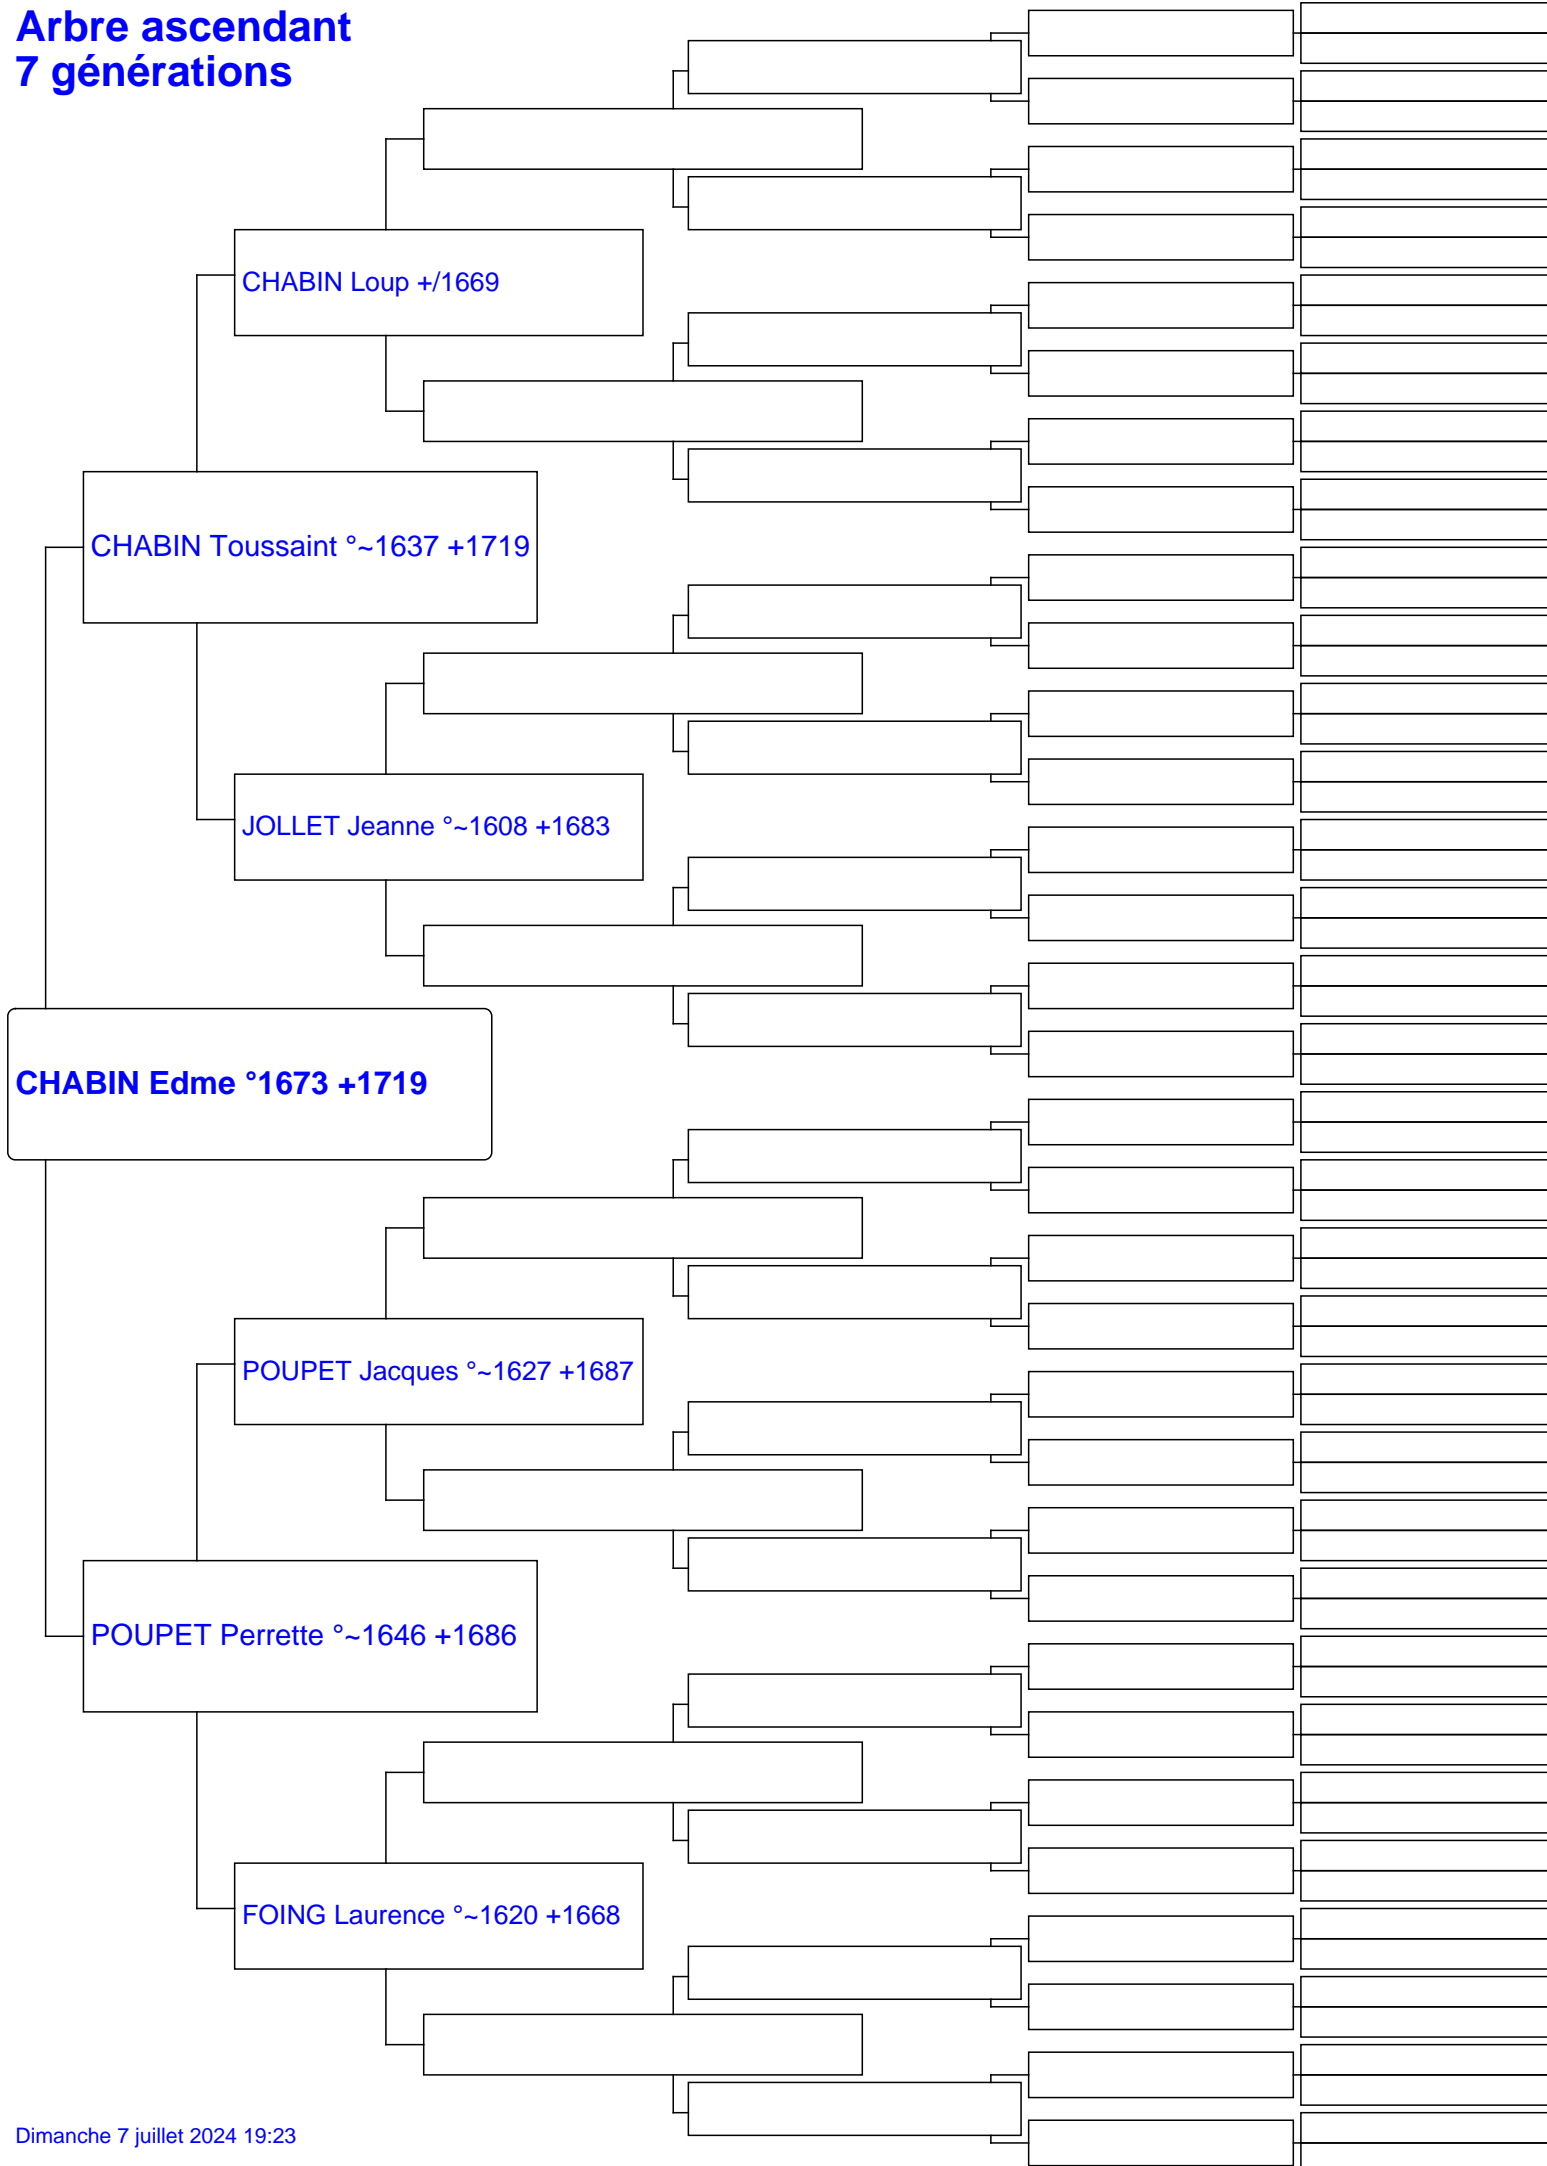 Arbre ascendant
7 générations
CHABIN Loup +/1669
CHABIN Toussaint °~1637 +1719
JOLLET Jeanne °~1608 +1683
CHABIN Edme °1673 +1719
POUPET Jacques °~1627 +1687
POUPET Perrette °~1646 +1686
FOING Laurence °~1620 +1668
Dimanche 7 juillet 2024 19:23